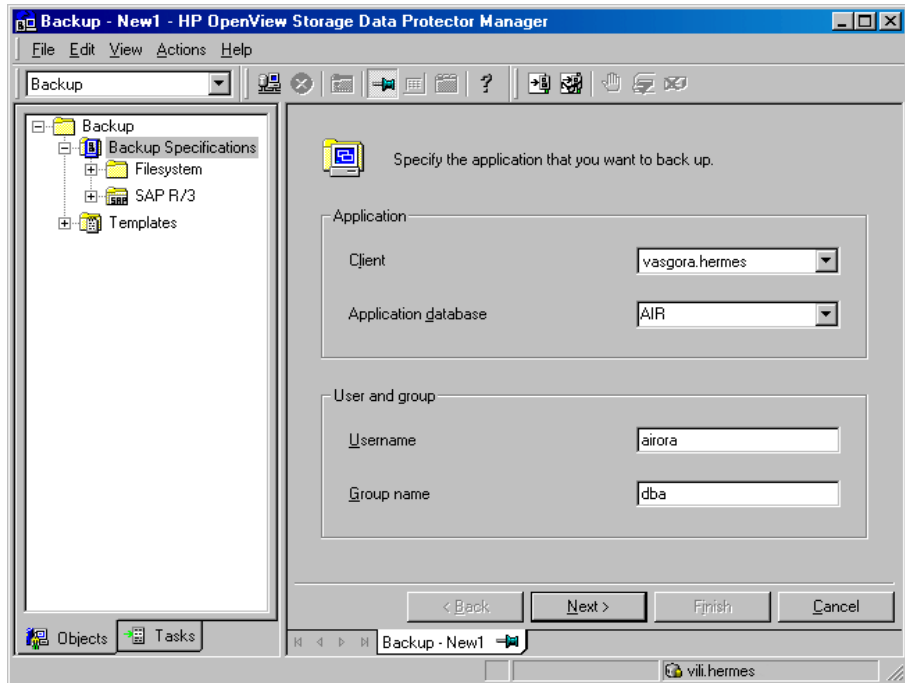 Backup - New1 - HP OpenView Storage Data Protector Manager
File Edit View Actions Help
Backup
Backup
Backup Specifications
Filesystem
SAP R/3
Templates
Specify the application that you want to back up.
Application
Client
vasgora.hermes
Application database
AIR
User and group
Username
airora
Group name
dba
< Back
Next >
Finish
Cancel
Objects
Tasks
Backup - New1
vili.hermes